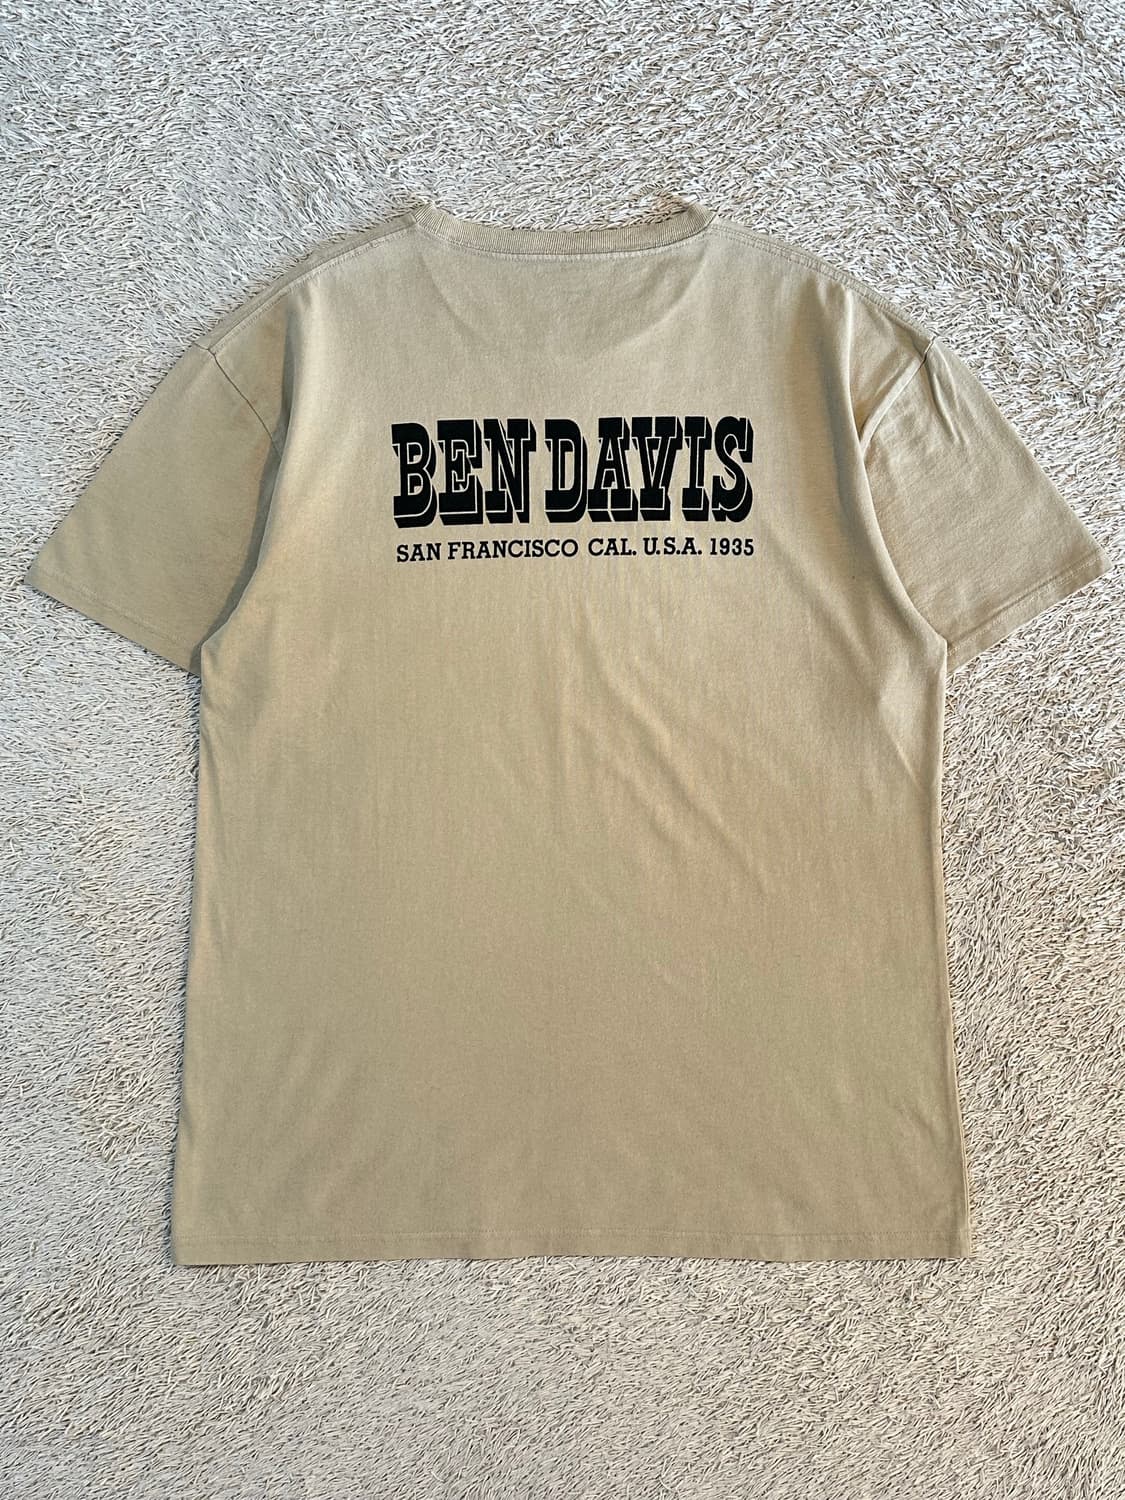 BEN DAVIS
SAN FRANCISCO CAL. U.S.A. 1935